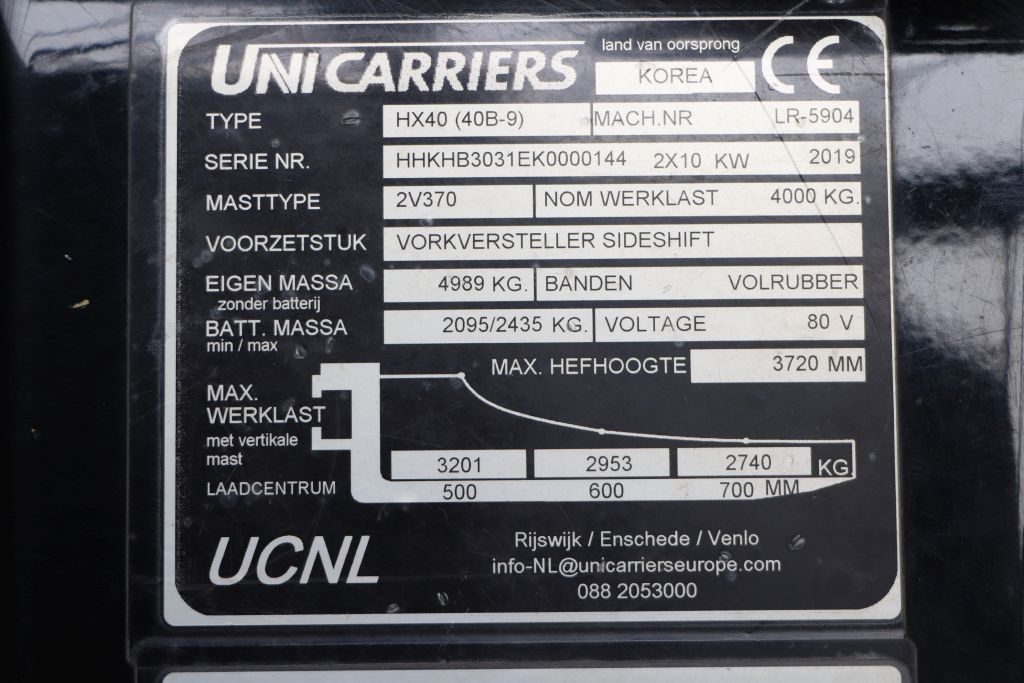 UNICARRIERS land van oorsprong CE
KOREA
TYPE HX40 (40B-9) MACH.NR LR-5904
SERIE NR. HHKHB3031EK0000144 2X10 KW 2019
MASTTYPE 2V370 NOM WERKLAST 4000 KG.
VOORZETSTUK VORKVERSTELLER SIDESHIFT
EIGEN MASSA 4989 KG. BANDEN VOLRUBBER
zonder batterij
BATT. MASSA 2095/2435 KG. VOLTAGE 80 V
min / max
MAX. HEFHOOGTE 3720 MM
MAX.
WERKLAST
met vertikale
mast
3201 2953 2740 KG.
LAADCENTRUM 500 600 700 MM
UCNL
Rijswijk / Enschede / Venlo
info-NL@unicarrierseurope.com
088 2053000